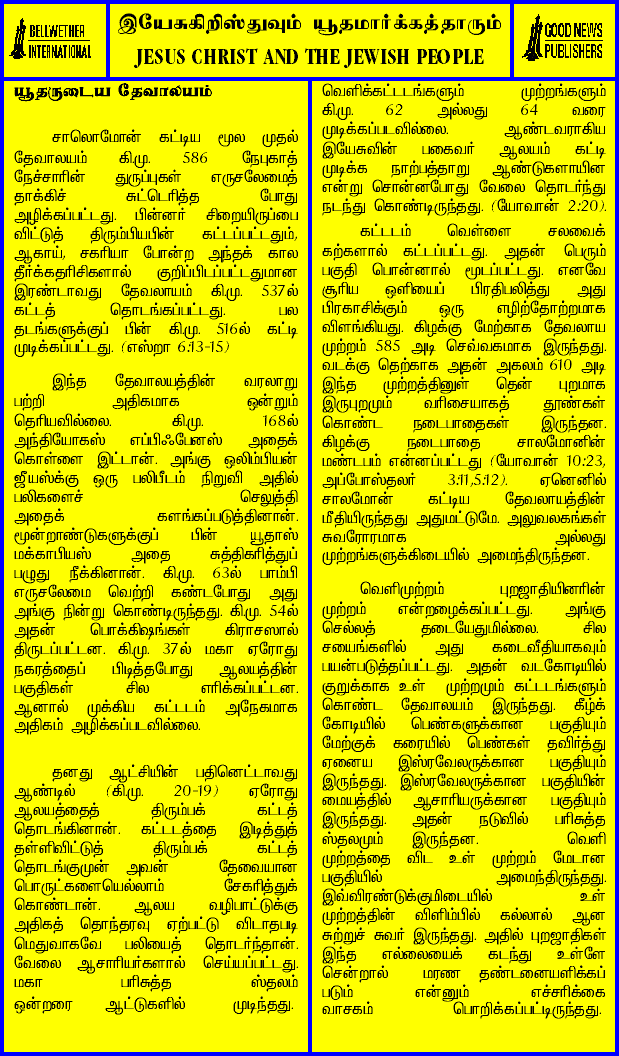 BELLWETHER
INTERNATIONAL
இயேசுகிறிஸ்துவும் யூதமார்க்கத்தாரும்
JESUS CHRIST AND THE JEWISH PEOPLE
GOOD NEWS
PUBLISHERS
யூதருடைய தேவாலயம்
சாலொமோன் கட்டிய மூல முதல்
தேவாலயம் கி.மு. 586 நேபுகாத்
நேச்சாரின் துருப்புகள் எருசலேமைத்
தாக்கிச் சுட்டெரித்த போது
அழிக்கப்பட்டது. பின்னர் சிறையிருப்பை
விட்டுத் திரும்பியபின் கட்டப்பட்டதும்,
ஆகாய், சகரியா போன்ற அந்தக் கால
தீர்க்கதரிசிகளால் குறிப்பிடப்பட்டதுமான
இரண்டாவது தேவலாயம் கி.மு. 537ல்
கட்டத் தொடங்கப்பட்டது. பல
தடங்களுக்குப் பின் கி.மு. 516ல் கட்டி
முடிக்கப்பட்டது. (எஸ்றா 6:13-15)
இந்த தேவாலயத்தின் வரலாறு
பற்றி அதிகமாக ஒன்றும்
தெரியவில்லை. கி.மு. 168ல்
அந்தியோகஸ் எப்பிஃபேனஸ் அதைக்
கொள்ளை இட்டான். அங்கு ஒலிம்பியன்
ஜீயஸ்க்கு ஒரு பலிபீடம் நிறுவி அதில்
பலிகளைச் செலுத்தி
அதைக் களங்கப்படுத்தினான்.
மூன்றாண்டுகளுக்குப் பின் யூதாஸ்
மக்காபியஸ் அதை சுத்திகரித்துப்
பழுது நீக்கினான். கி.மு. 63ல் பாம்பி
எருசலேமை வெற்றி கண்டபோது அது
அங்கு நின்று கொண்டிருந்தது. கி.மு. 54ல்
அதன் பொக்கிஷங்கள் கிராசஸால்
திருடப்பட்டன. கி.மு. 37ல் மகா ஏரோது
நகரத்தைப் பிடித்தபோது ஆலயத்தின்
பகுதிகள் சில எரிக்கப்பட்டன.
ஆனால் முக்கிய கட்டடம் அநேகமாக
அதிகம் அழிக்கப்படவில்லை.
தனது ஆட்சியின் பதினெட்டாவது
ஆண்டில் (கி.மு. 20-19) ஏரோது
ஆலயத்தைத் திரும்பக் கட்டத்
தொடங்கினான். கட்டடத்தை இடித்துத்
தள்ளிவிட்டுத் திரும்பக் கட்டத்
தொடங்குமுன் அவன் தேவையான
பொருட்களையெல்லாம் சேகரித்துக்
கொண்டான். ஆலய வழிபாட்டுக்கு
அதிகத் தொந்தரவு ஏற்பட்டு விடாதபடி
மெதுவாகவே பலியைத் தொடர்ந்தான்.
வேலை ஆசாரியர்களால் செய்யப்பட்டது.
மகா பரிசுத்த ஸ்தலம்
ஒன்றரை ஆட்டுகளில் முடிந்தது.
வெளிக்கட்டடங்களும் முற்றங்களும்
கி.மு. 62 அல்லது 64 வரை
முடிக்கப்படவில்லை. ஆண்டவராகிய
இயேசுவின் பகைவர் ஆலயம் கட்டி
முடிக்க நாற்பத்தாறு ஆண்டுகளாயின
என்று சொன்னபோது வேலை தொடர்ந்து
நடந்து கொண்டிருந்தது. (யோவான் 2:20).
கட்டடம் வெள்ளை சலவைக்
கற்களால் கட்டப்பட்டது. அதன் பெரும்
பகுதி பொன்னால் மூடப்பட்டது. எனவே
சூரிய ஒளியைப் பிரதிபலித்து அது
பிரகாசிக்கும் ஒரு எழிற்தோற்றமாக
விளங்கியது. கிழக்கு மேற்காக தேவலாய
முற்றம் 585 அடி செவ்வகமாக இருந்தது.
வடக்கு தெற்காக அதன் அகலம் 610 அடி
இந்த முற்றத்தினுள் தென் புறமாக
இருபுறமும் வரிசையாகத் தூண்கள்
கொண்ட நடைபாதைகள் இருந்தன.
கிழக்கு நடைபாதை சாலமோனின்
மண்டபம் என்னப்பட்டது (யோவான் 10:23,
அப்போஸ்தலர் 3:11,5:12). ஏனெனில்
சாலமோன் கட்டிய தேவலாயத்தின்
மீதியிருந்தது அதுமட்டுமே. அலுவலகங்கள்
சுவரோரமாக அல்லது
முற்றங்களுக்கிடையில் அமைந்திருந்தன.
வெளிமுற்றம் புறஜாதியினரின்
முற்றம் என்றழைக்கப்பட்டது. அங்கு
செல்லத் தடையேதுமில்லை. சில
சமயங்களில் அது கடைவீதியாகவும்
பயன்படுத்தப்பட்டது. அதன் வடகோடியில்
குறுக்காக உள் முற்றமும் கட்டடங்களும்
கொண்ட தேவாலயம் இருந்தது. கீழ்க்
கோடியில் பெண்களுக்கான பகுதியும்
மேற்குக் கரையில் பெண்கள் தவிர்த்து
ஏனைய இஸ்ரவேலருக்கான பகுதியும்
இருந்தது. இஸ்ரவேலருக்கான பகுதியின்
மையத்தில் ஆசாரியருக்கான பகுதியும்
இருந்தது. அதன் நடுவில் பரிசுத்த
ஸ்தலமும் இருந்தன. வெளி
முற்றத்தை விட உள் முற்றம் மேடான
பகுதியில் அமைந்திருந்தது.
இவ்விரண்டுக்குமிடையில் உள்
முற்றத்தின் விளிம்பில் கல்லால் ஆன
சுற்றுச் சுவர் இருந்தது. அதில் புறஜாதிகள்
இந்த எல்லையைக் கடந்து உள்ளே
சென்றால் மரண தண்டனையளிக்கப்
படும் என்னும் எச்சரிக்கை
வாசகம் பொறிக்கப்பட்டிருந்தது.